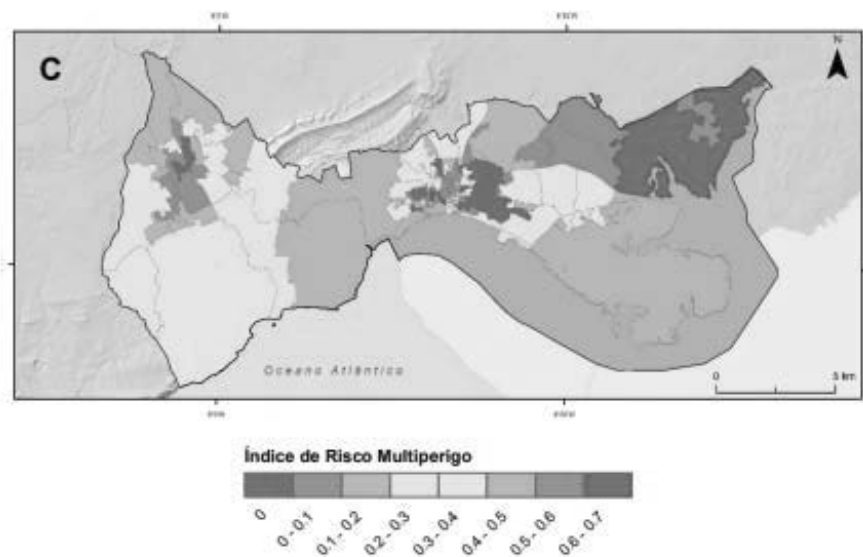 N
C
Oceano Atlântico
0 5 km
Índice de Risco Multiperigo
0
0 - 0.1
0.1 - 0.2
0.2 - 0.3
0.3 - 0.4
0.4 - 0.5
0.5 - 0.6
0.6 - 0.7